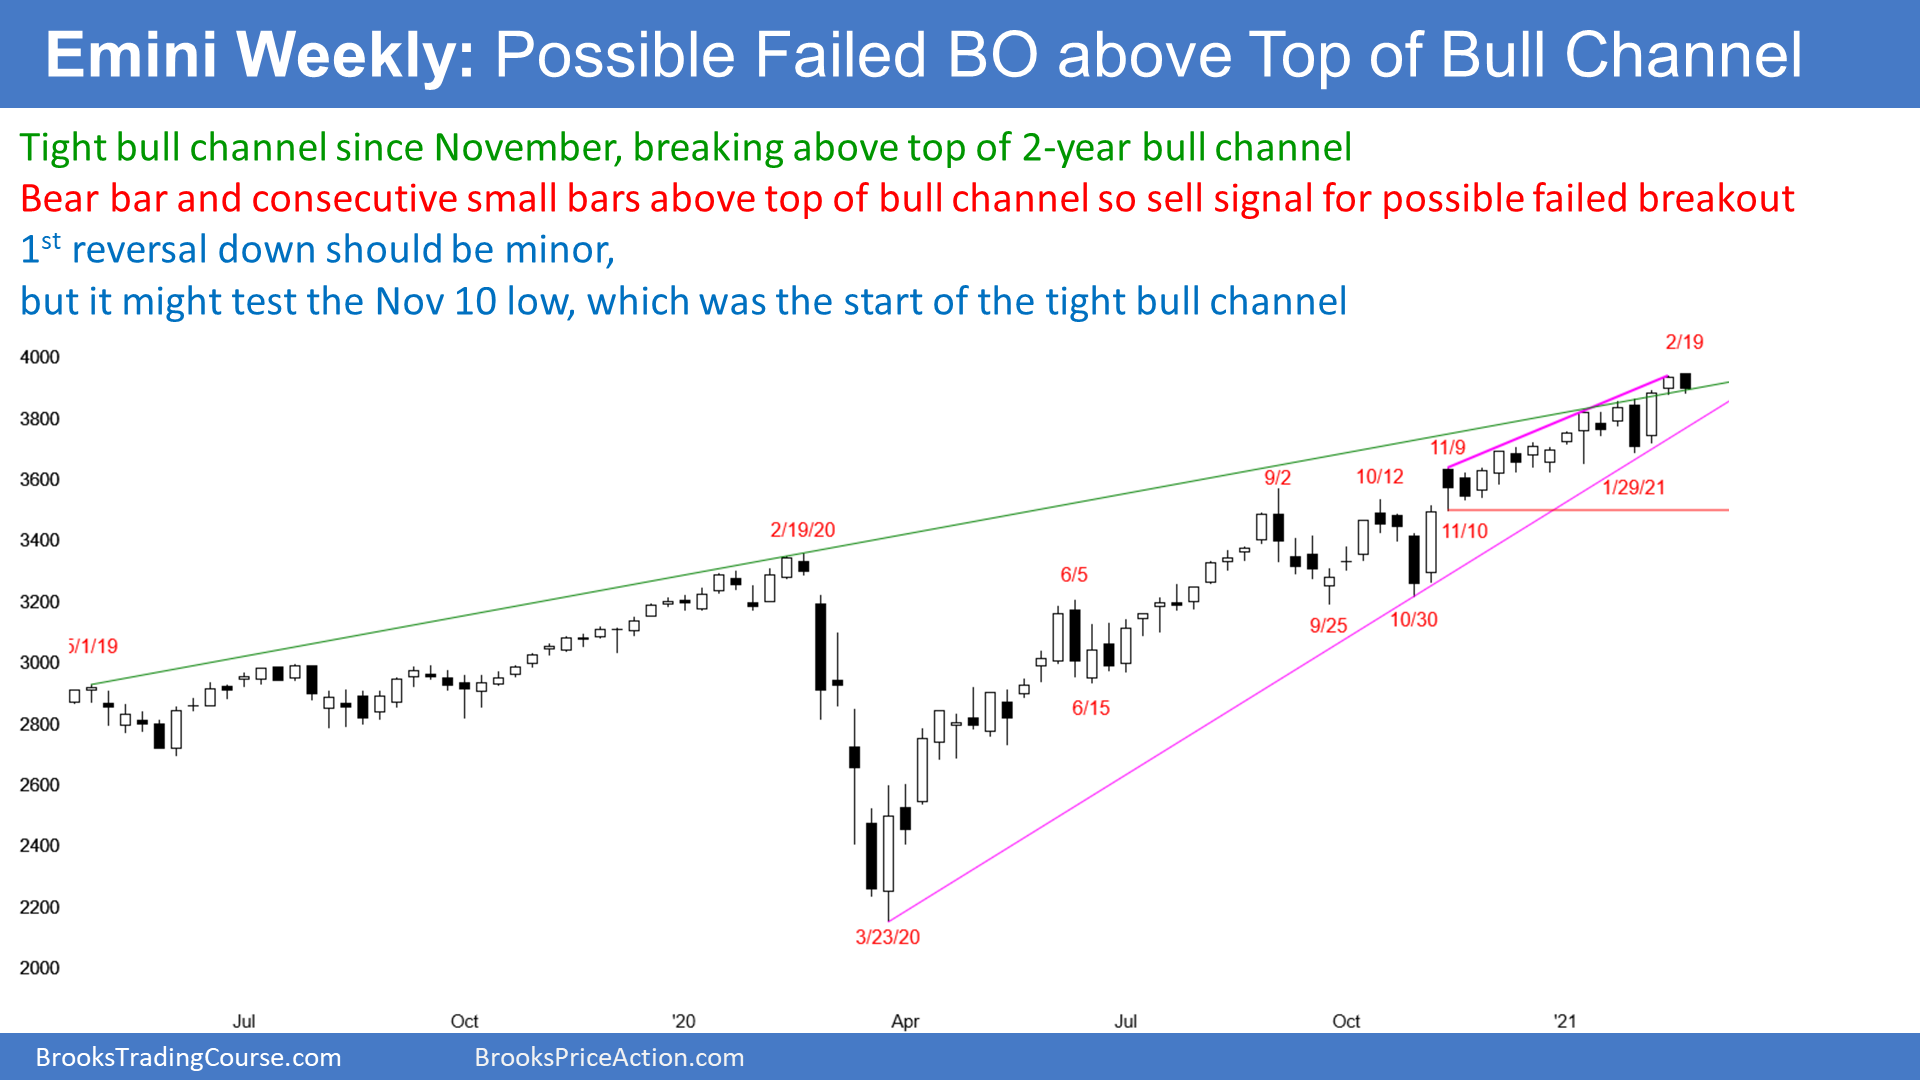 Emini Weekly: Possible Failed BO above Top of Bull Channel
Tight bull channel since November, breaking above top of 2-year bull channel
Bear bar and consecutive small bars above top of bull channel so sell signal for possible failed breakout
1st reversal down should be minor,
but it might test the Nov 10 low, which was the start of the tight bull channel
2/19
4000
3800
11/9
3600
9/2
10/12
1/29/21
2/19/20
11/10
3400
6/5
3200
9/25
10/30
5/1/19
3000
6/15
2800
2600
2400
2200
3/23/20
2000
Jul
Oct
'20
Apr
Jul
Oct
'21
BrooksTradingCourse.com
BrooksPriceAction.com